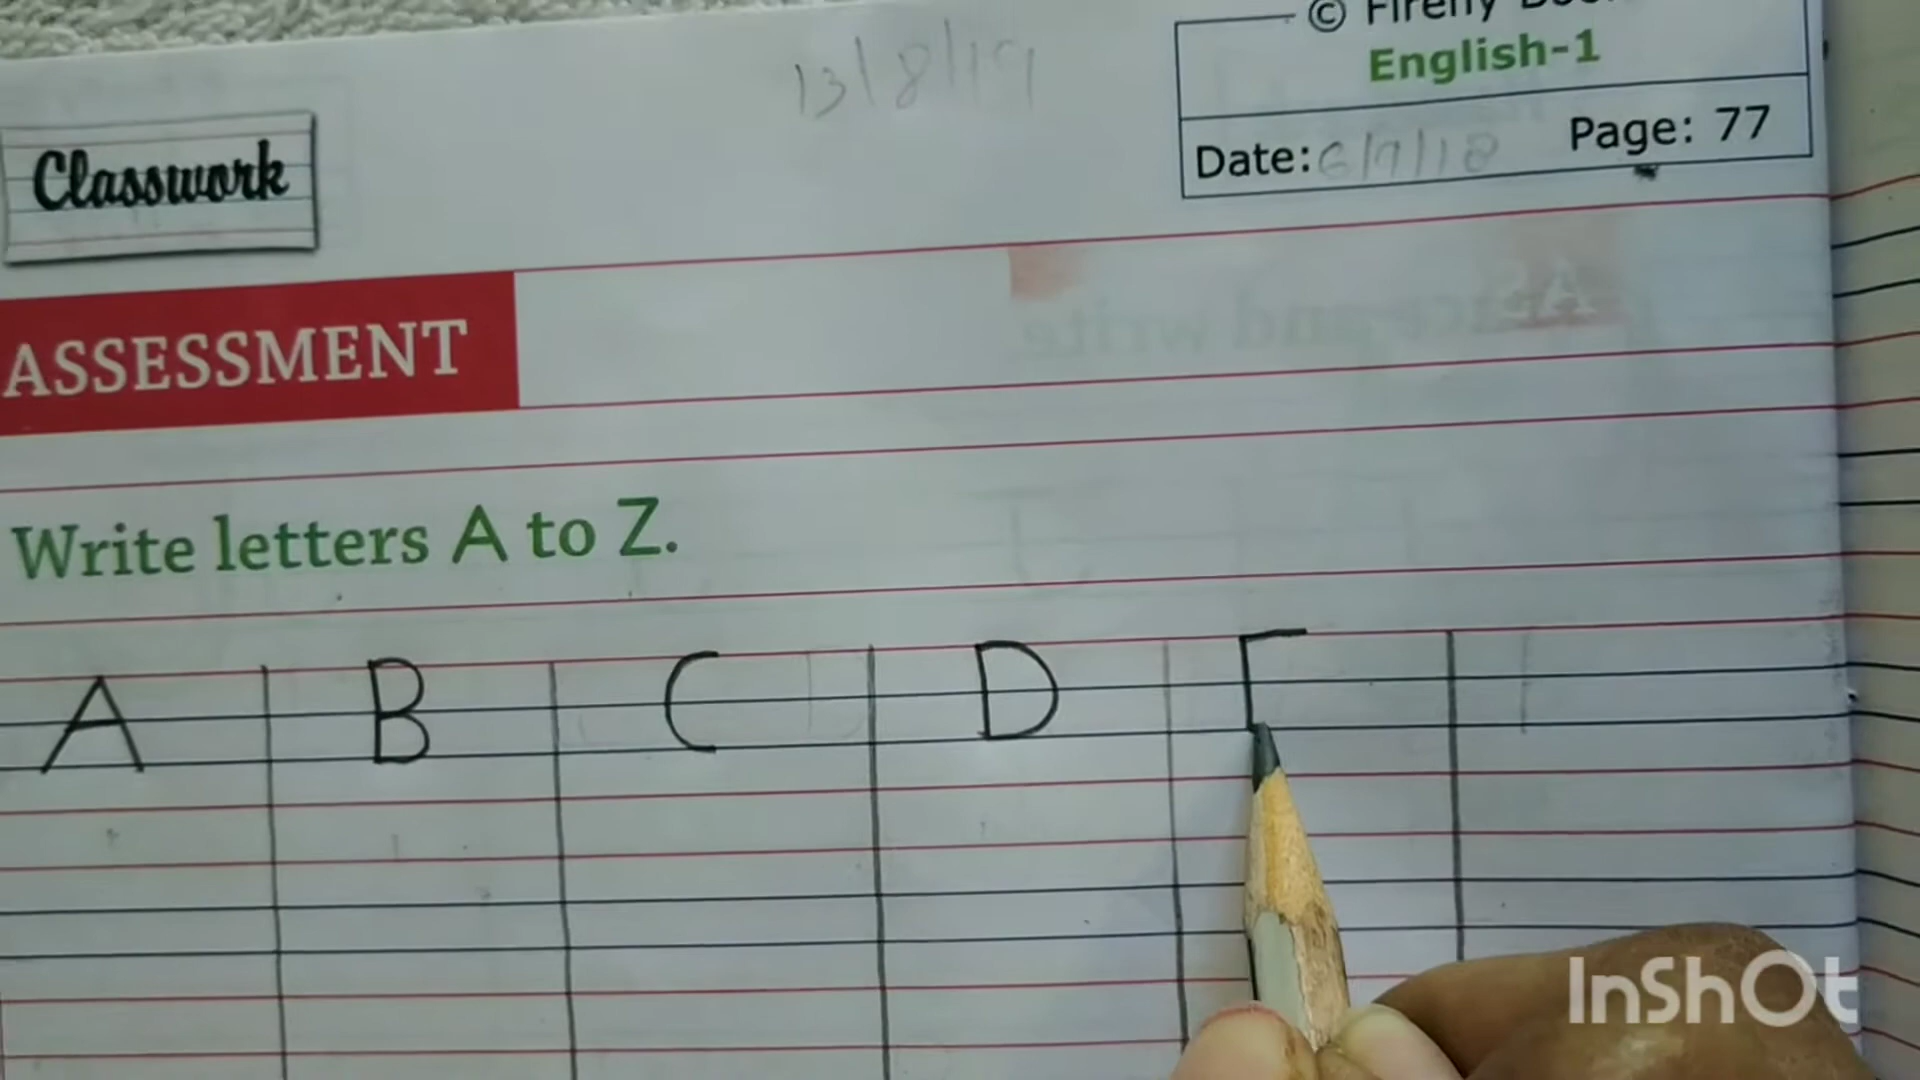 13/8/19
© Firefly
English-1
Date: 6/7/18 Page: 77
Classwork
ASSESSMENT
Write letters A to Z.
A B C D
InShOt